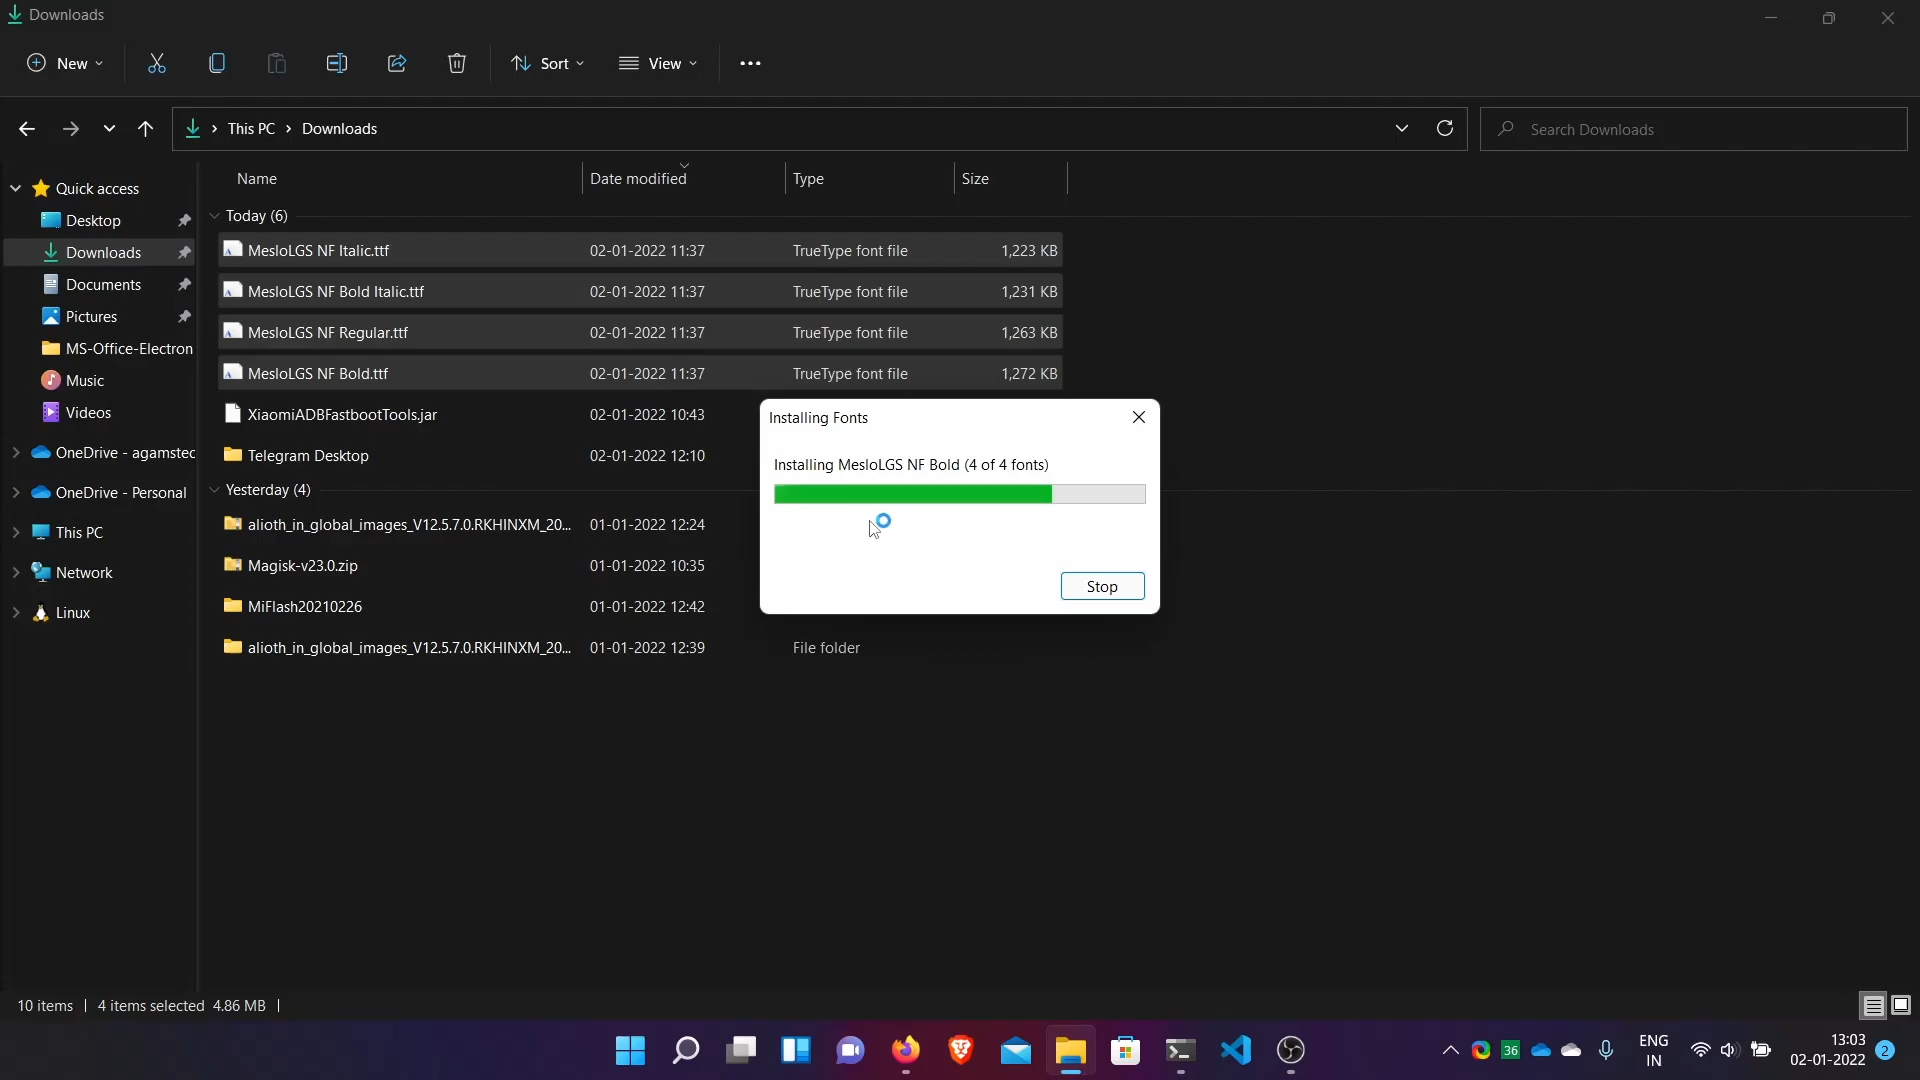 Downloads
New
Sort
View
This PC
Downloads
Search Downloads
Quick access
Desktop
Downloads
Documents
Pictures
MS-Office-Electron
Music
Videos
OneDrive - agamstec
OneDrive - Personal
This PC
Network
Linux
Name Date modified Type Size
Today (6)
MesloLGS NF Italic.ttf 02-01-2022 11:37 TrueType font file 1,223 KB
MesloLGS NF Bold Italic.ttf 02-01-2022 11:37 TrueType font file 1,231 KB
MesloLGS NF Regular.ttf 02-01-2022 11:37 TrueType font file 1,263 KB
MesloLGS NF Bold.ttf 02-01-2022 11:37 TrueType font file 1,272 KB
XiaomiADBFastbootTools.jar 02-01-2022 10:43
Telegram Desktop 02-01-2022 12:10
Yesterday (4)
alioth_in_global_images_V12.5.7.0.RKHINXM_20... 01-01-2022 12:24
Magisk-v23.0.zip 01-01-2022 10:35
MiFlash20210226 01-01-2022 12:42
alioth_in_global_images_V12.5.7.0.RKHINXM_20... 01-01-2022 12:39 File folder
Installing Fonts
Installing MesloLGS NF Bold (4 of 4 fonts)
Stop
10 items 4 items selected 4.86 MB
36
ENG
IN
13:03
02-01-2022
2